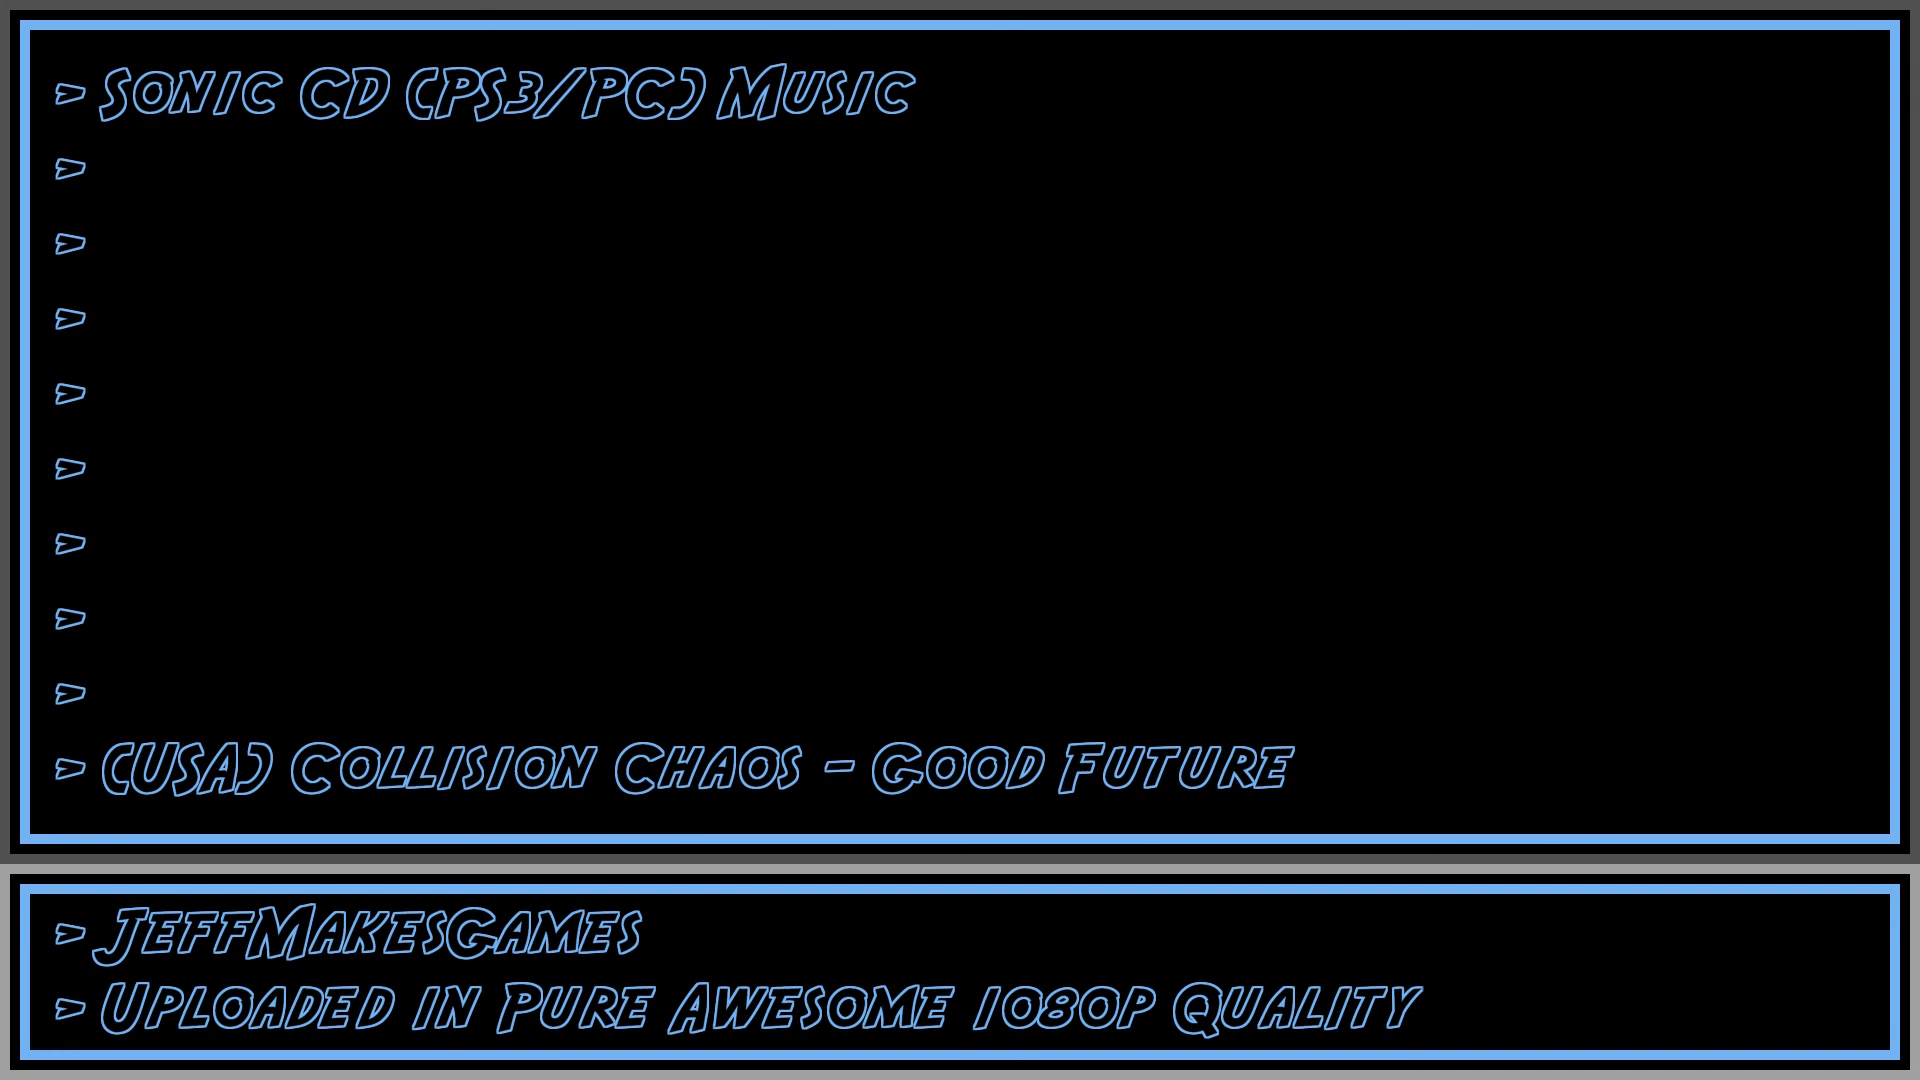 > Sonic CD (PS3/PC) Music
>
>
>
>
>
>
>
>
> (USA) Collision Chaos - Good Future
> JeffMakesGames
> Uploaded in Pure Awesome 1080p Quality